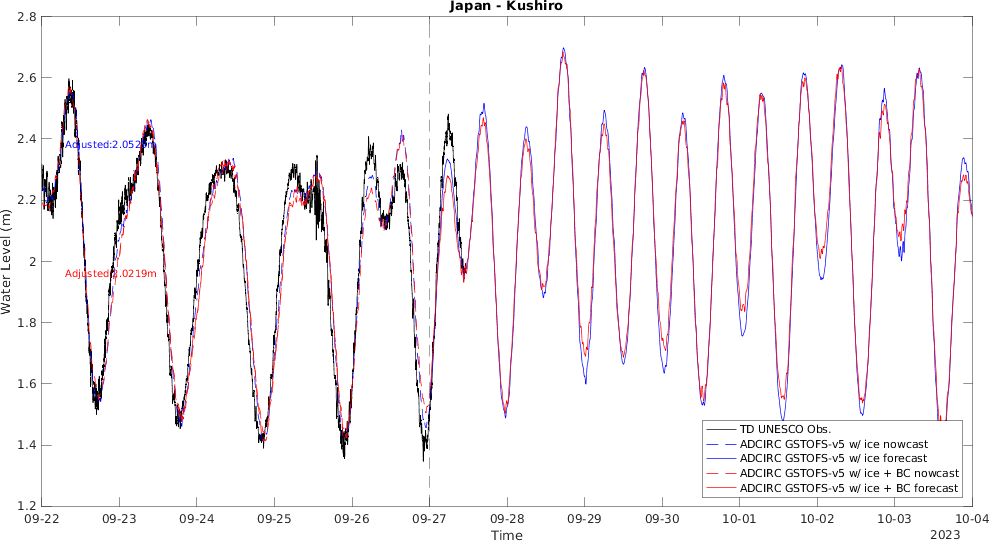 Japan - Kushiro
Water Level (m)
2.8
2.6
2.4
2.2
2
1.8
1.6
1.4
1.2
Adjusted:2.0526m
Adjusted:2.0219m
TD UNESCO Obs.
ADCIRC GSTOFS-v5 w/ ice nowcast
ADCIRC GSTOFS-v5 w/ ice forecast
ADCIRC GSTOFS-v5 w/ ice + BC nowcast
ADCIRC GSTOFS-v5 w/ ice + BC forecast
09-22 09-23 09-24 09-25 09-26 09-27 09-28 09-29 09-30 10-01 10-02 10-03 10-04
Time
2023